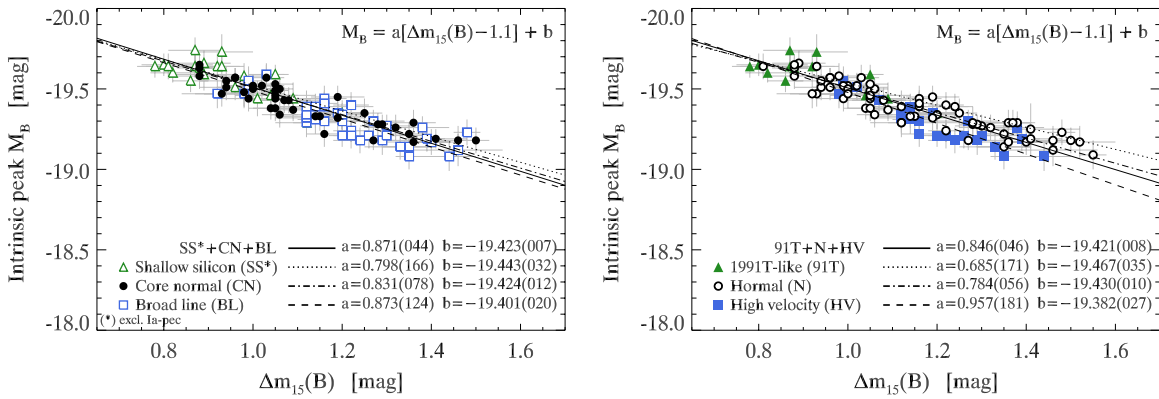 M_B = a[Δm15(B)−1.1] + b
Intrinsic peak M_B [mag]
-20.0
-19.5
-19.0
-18.5
-18.0
SS*+CN+BL a=0.871(044) b=−19.423(007)
Shallow silicon (SS*) a=0.798(166) b=−19.443(032)
Core normal (CN) a=0.831(078) b=−19.424(012)
Broad line (BL) a=0.873(124) b=−19.401(020)
(*) excl. Ia-pec
0.8 1.0 1.2 1.4 1.6
Δm15(B) [mag]
M_B = a[Δm15(B)−1.1] + b
Intrinsic peak M_B [mag]
-20.0
-19.5
-19.0
-18.5
-18.0
91T+N+HV a=0.846(046) b=−19.421(008)
1991T-like (91T) a=0.685(171) b=−19.467(035)
Hormal (N) a=0.784(056) b=−19.430(010)
High velocity (HV) a=0.957(181) b=−19.382(027)
0.8 1.0 1.2 1.4 1.6
Δm15(B) [mag]